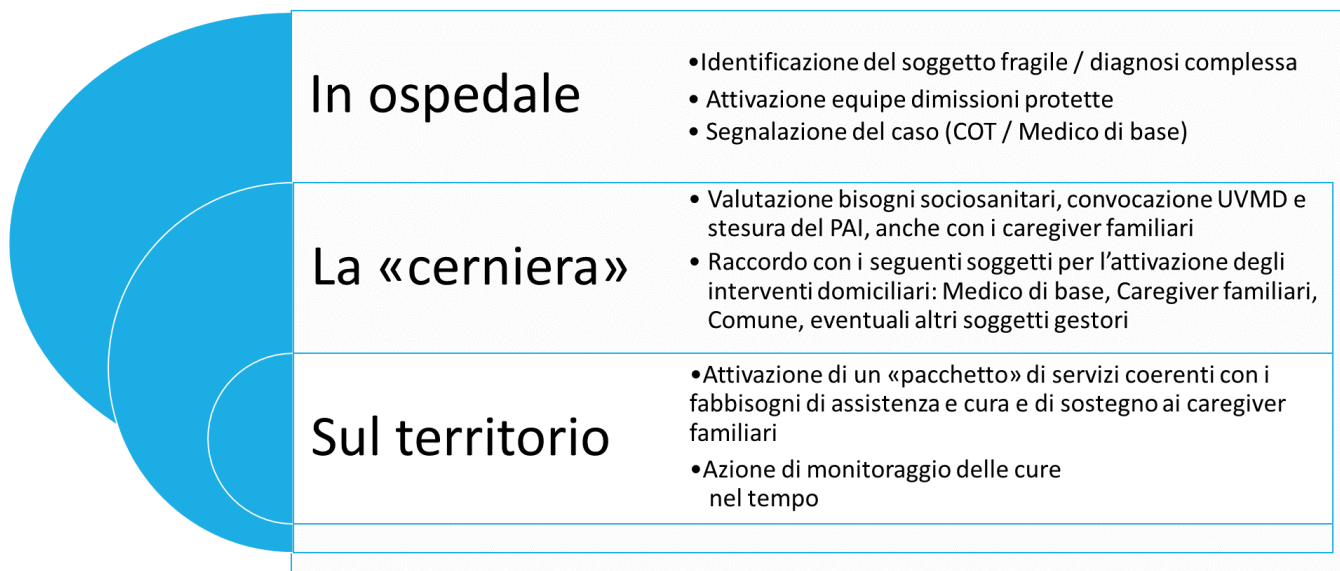 In ospedale
•Identificazione del soggetto fragile / diagnosi complessa
• Attivazione equipe dimissioni protette
• Segnalazione del caso (COT / Medico di base)
La «cerniera»
• Valutazione bisogni sociosanitari, convocazione UVMD e
stesura del PAI, anche con i caregiver familiari
• Raccordo con i seguenti soggetti per l’attivazione degli
interventi domiciliari: Medico di base, Caregiver familiari,
Comune, eventuali altri soggetti gestori
Sul territorio
•Attivazione di un «pacchetto» di servizi coerenti con i
fabbisogni di assistenza e cura e di sostegno ai caregiver
familiari
•Azione di monitoraggio delle cure
nel tempo